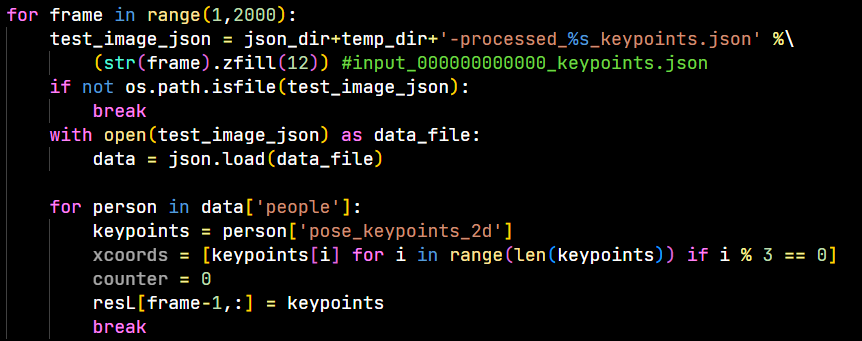 for frame in range(1,2000):
    test_image_json = json_dir+temp_dir+'-processed_%s_keypoints.json' %\
        (str(frame).zfill(12)) #input_000000000000_keypoints.json
    if not os.path.isfile(test_image_json):
        break
    with open(test_image_json) as data_file:
        data = json.load(data_file)

    for person in data['people']:
        keypoints = person['pose_keypoints_2d']
        xcoords = [keypoints[i] for i in range(len(keypoints)) if i % 3 == 0]
        counter = 0
        resL[frame-1,:] = keypoints
        break